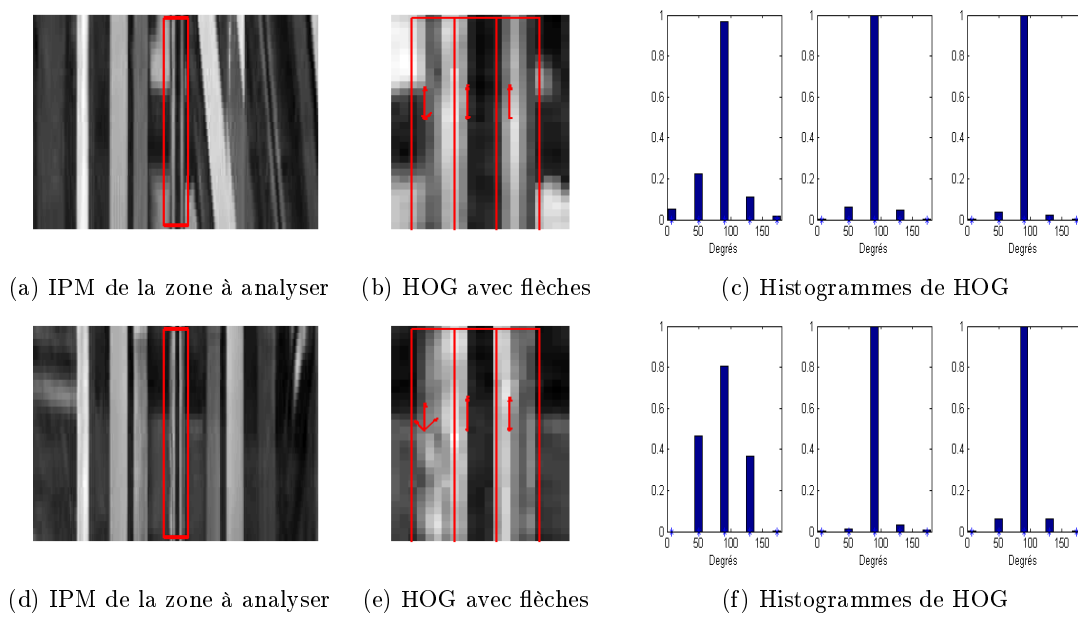 1
0.8
0.6
0.4
0.2
0
0 50 100 150
Degrés
1
0.8
0.6
0.4
0.2
0
0 50 100 150
Degrés
1
0.8
0.6
0.4
0.2
0
0 50 100 150
Degrés
(a) IPM de la zone à analyser
(b) HOG avec flèches
(c) Histogrammes de HOG
1
0.8
0.6
0.4
0.2
0
0 50 100 150
Degrés
1
0.8
0.6
0.4
0.2
0
0 50 100 150
Degrés
1
0.8
0.6
0.4
0.2
0
0 50 100 150
Degrés
(d) IPM de la zone à analyser
(e) HOG avec flèches
(f) Histogrammes de HOG